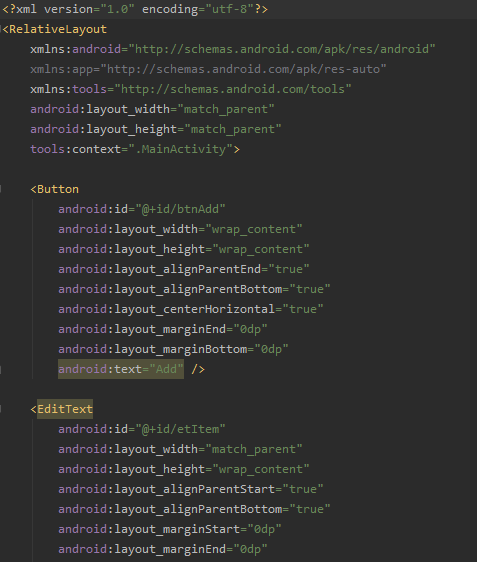 <?xml version="1.0" encoding="utf-8"?>
<RelativeLayout
xmlns:android="http://schemas.android.com/apk/res/android"
xmlns:app="http://schemas.android.com/apk/res-auto"
xmlns:tools="http://schemas.android.com/tools"
android:layout_width="match_parent"
android:layout_height="match_parent"
tools:context=".MainActivity">
<Button
android:id="@+id/btnAdd"
android:layout_width="wrap_content"
android:layout_height="wrap_content"
android:layout_alignParentEnd="true"
android:layout_alignParentBottom="true"
android:layout_centerHorizontal="true"
android:layout_marginEnd="0dp"
android:layout_marginBottom="0dp"
android:text="Add" />
<EditText
android:id="@+id/etItem"
android:layout_width="match_parent"
android:layout_height="wrap_content"
android:layout_alignParentStart="true"
android:layout_alignParentBottom="true"
android:layout_marginStart="0dp"
android:layout_marginEnd="0dp"